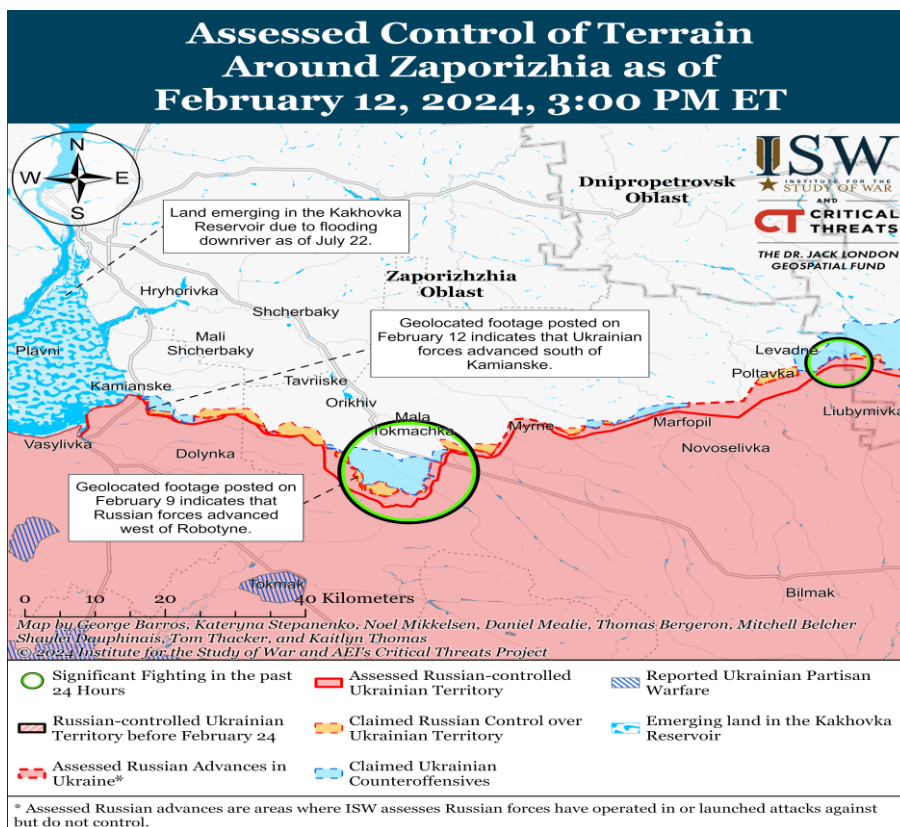 Assessed Control of Terrain
Around Zaporizhia as of
February 12, 2024, 3:00 PM ET
N
W
E
S
ISW
INSTITUTE FOR THE
STUDY OF WAR
AND
CT CRITICAL
THREATS
THE DR. JACK LONDON
GEOSPATIAL FUND
Dnipropetrovsk
Oblast
Land emerging in the Kakhovka
Reservoir due to flooding
downriver as of July 22.
Zaporizhzhia
Oblast
Hryhorivka
Shcherbaky
Geolocated footage posted on
February 12 indicates that Ukrainian
forces advanced south of
Kamianske.
Mali
Shcherbaky
Plavni
Levadne
Poltavka
Kamianske
Tavriiske
Orikhiv
Mala
Tokmachka
Myrne
Marfopil
Liubymivka
Vasylivka
Dolynka
Novoselivka
Geolocated footage posted on
February 9 indicates that
Russian forces advanced
west of Robotyne.
Tokmak
Bilmak
0 10 20 40 Kilometers
Map by George Barros, Kateryna Stepanenko, Noel Mikkelsen, Daniel Mealie, Thomas Bergeron, Mitchell Belcher
Shaylei Dauphinais, Tom Thacker, and Kaitlyn Thomas
© 2024 Institute for the Study of War and AEI's Critical Threats Project
Significant Fighting in the past
24 Hours
Assessed Russian-controlled
Ukrainian Territory
Reported Ukrainian Partisan
Warfare
Russian-controlled Ukrainian
Territory before February 24
Claimed Russian Control over
Ukrainian Territory
Emerging land in the Kakhovka
Reservoir
Assessed Russian Advances in
Ukraine*
Claimed Ukrainian
Counteroffensives
* Assessed Russian advances are areas where ISW assesses Russian forces have operated in or launched attacks against
but do not control.